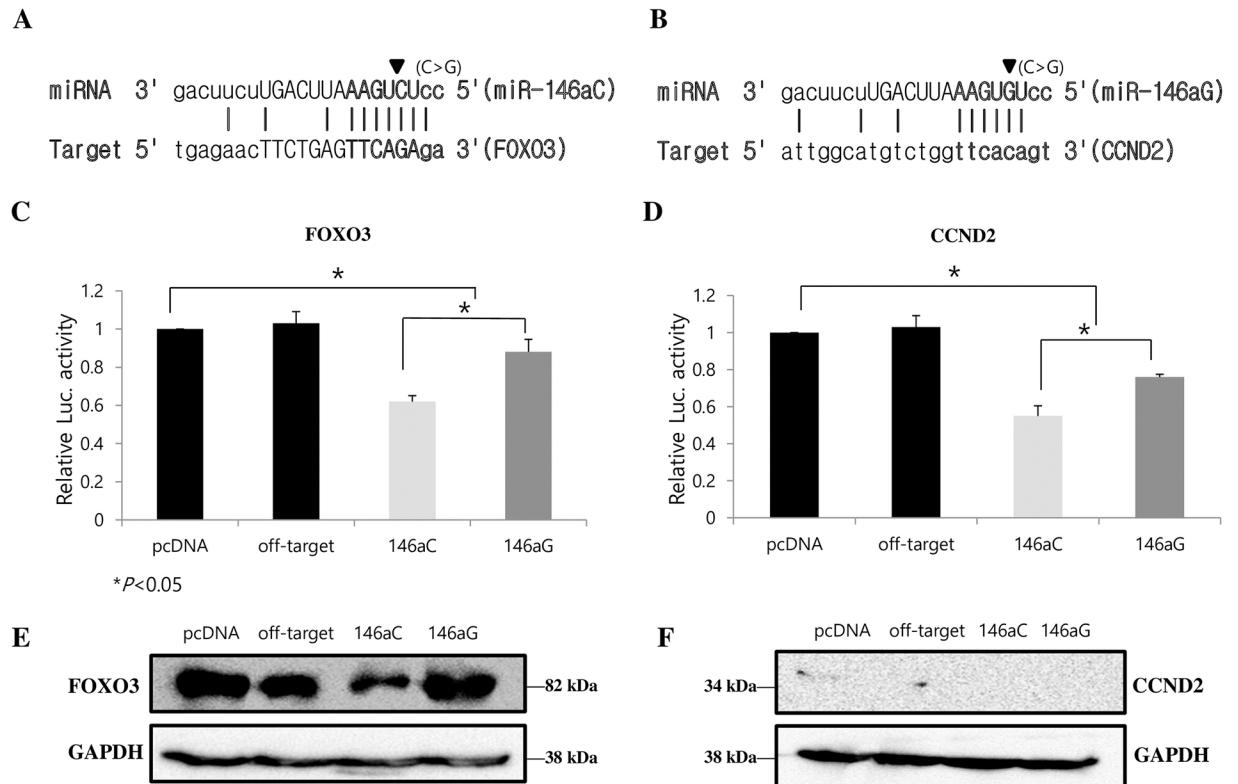 A
(C>G)
miRNA 3' gacuucuUGACUUAAAGUCUcc 5'(miR-146aC)
Target 5' tgagaacTTCTGAGTTCAGAga 3'(FOXO3)
B
(C>G)
miRNA 3' gacuucuUGACUUAAAGUGUcc 5'(miR-146aG)
Target 5' attggcatgtctggttcacagt 3'(CCND2)
C
FOXO3
*
*
Relative Luc. activity
1.2
1
0.8
0.6
0.4
0.2
0
pcDNA off-target 146aC 146aG
*P<0.05
D
CCND2
*
*
Relative Luc. activity
1.2
1
0.8
0.6
0.4
0.2
0
pcDNA off-target 146aC 146aG
E
pcDNA off-target 146aC 146aG
FOXO3 82 kDa
GAPDH 38 kDa
F
pcDNA off-target 146aC 146aG
34 kDa CCND2
38 kDa GAPDH